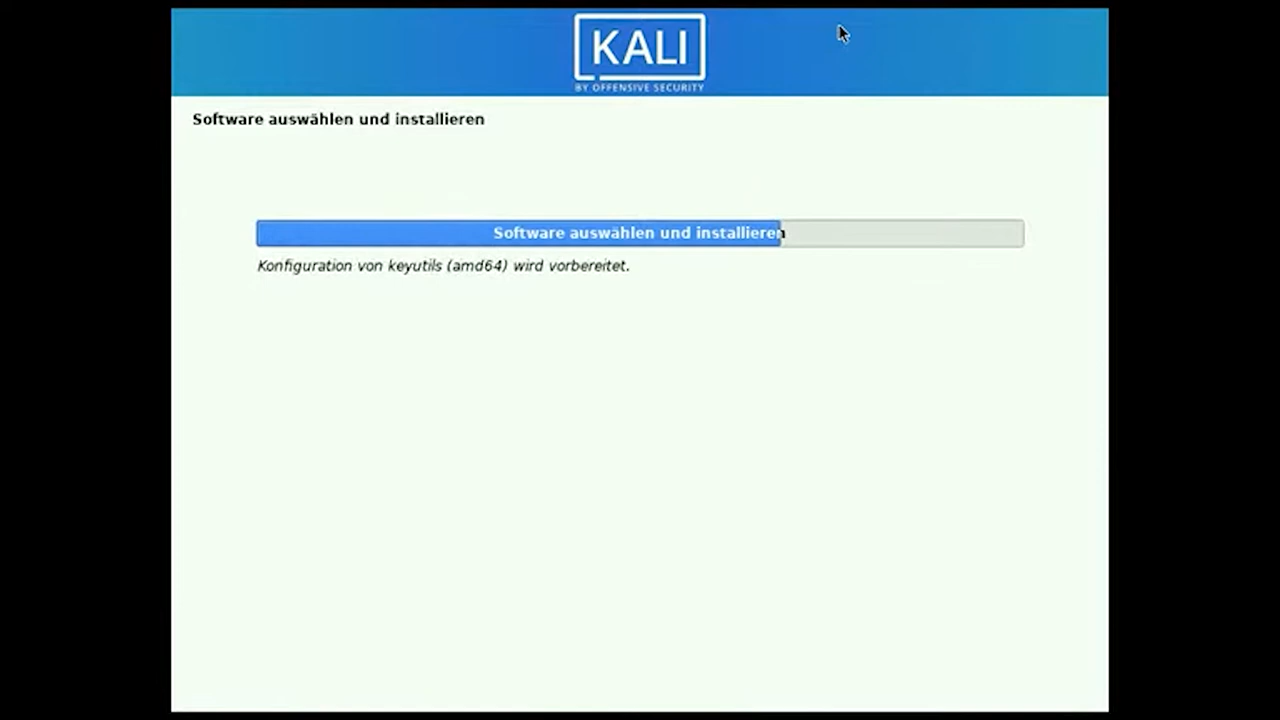 KALI
BY OFFENSIVE SECURITY
Software auswählen und installieren
Software auswählen und installieren
Konfiguration von keyutils (amd64) wird vorbereitet.